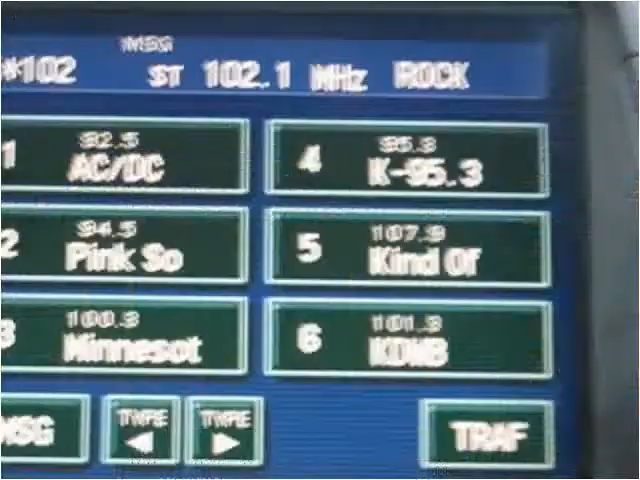 MSG
*102 ST 102.1 MHz ROCK
1 92.5 AC/DC
4 95.3 K-95.3
2 94.5 Pink So
5 107.9 Kind Of
3 100.3 Minnesot
6 101.3 KDWB
MSG TYPE ◀ TYPE ▶ TRAF